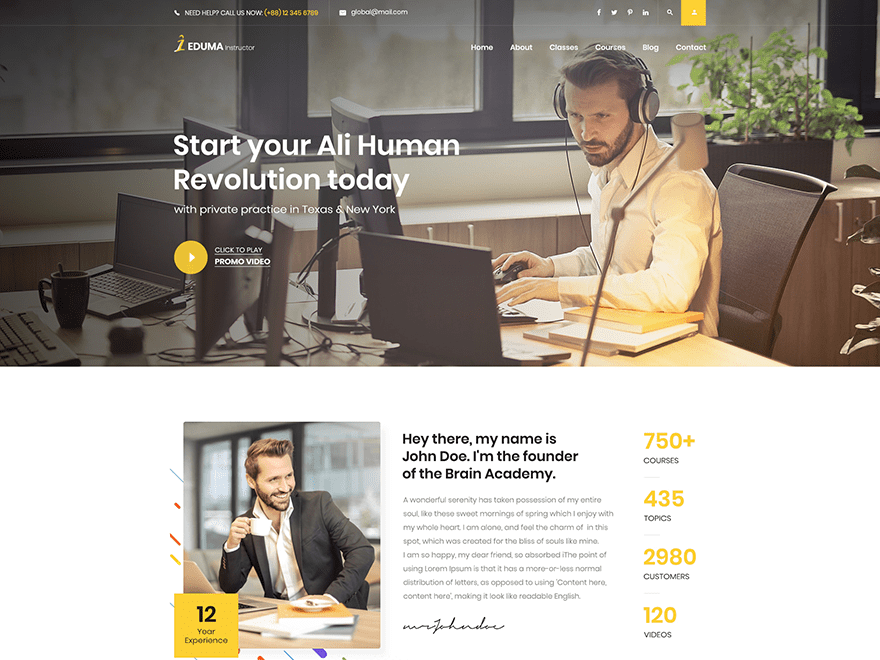 NEED HELP? CALL US NOW: (+88) 12 345 6789
global@mail.com
EDUMA Instructor
Home
About
Classes
Courses
Blog
Contact
Start your Ali Human
Revolution today
with private practice in Texas & New York
CLICK TO PLAY
PROMO VIDEO
Hey there, my name is
John Doe. I'm the founder
of the Brain Academy.
A wonderful serenity has taken possession of my entire
soul, like these sweet mornings of spring which I enjoy with
my whole heart. I am alone, and feel the charm of in this
spot, which was created for the bliss of souls like mine.
I am so happy, my dear friend, so absorbed iThe point of
using Lorem Ipsum is that it has a more-or-less normal
distribution of letters, as opposed to using 'Content here,
content here', making it look like readable English.
mrJohndoe
12
Year
Experience
750+
COURSES
435
TOPICS
2980
CUSTOMERS
120
VIDEOS